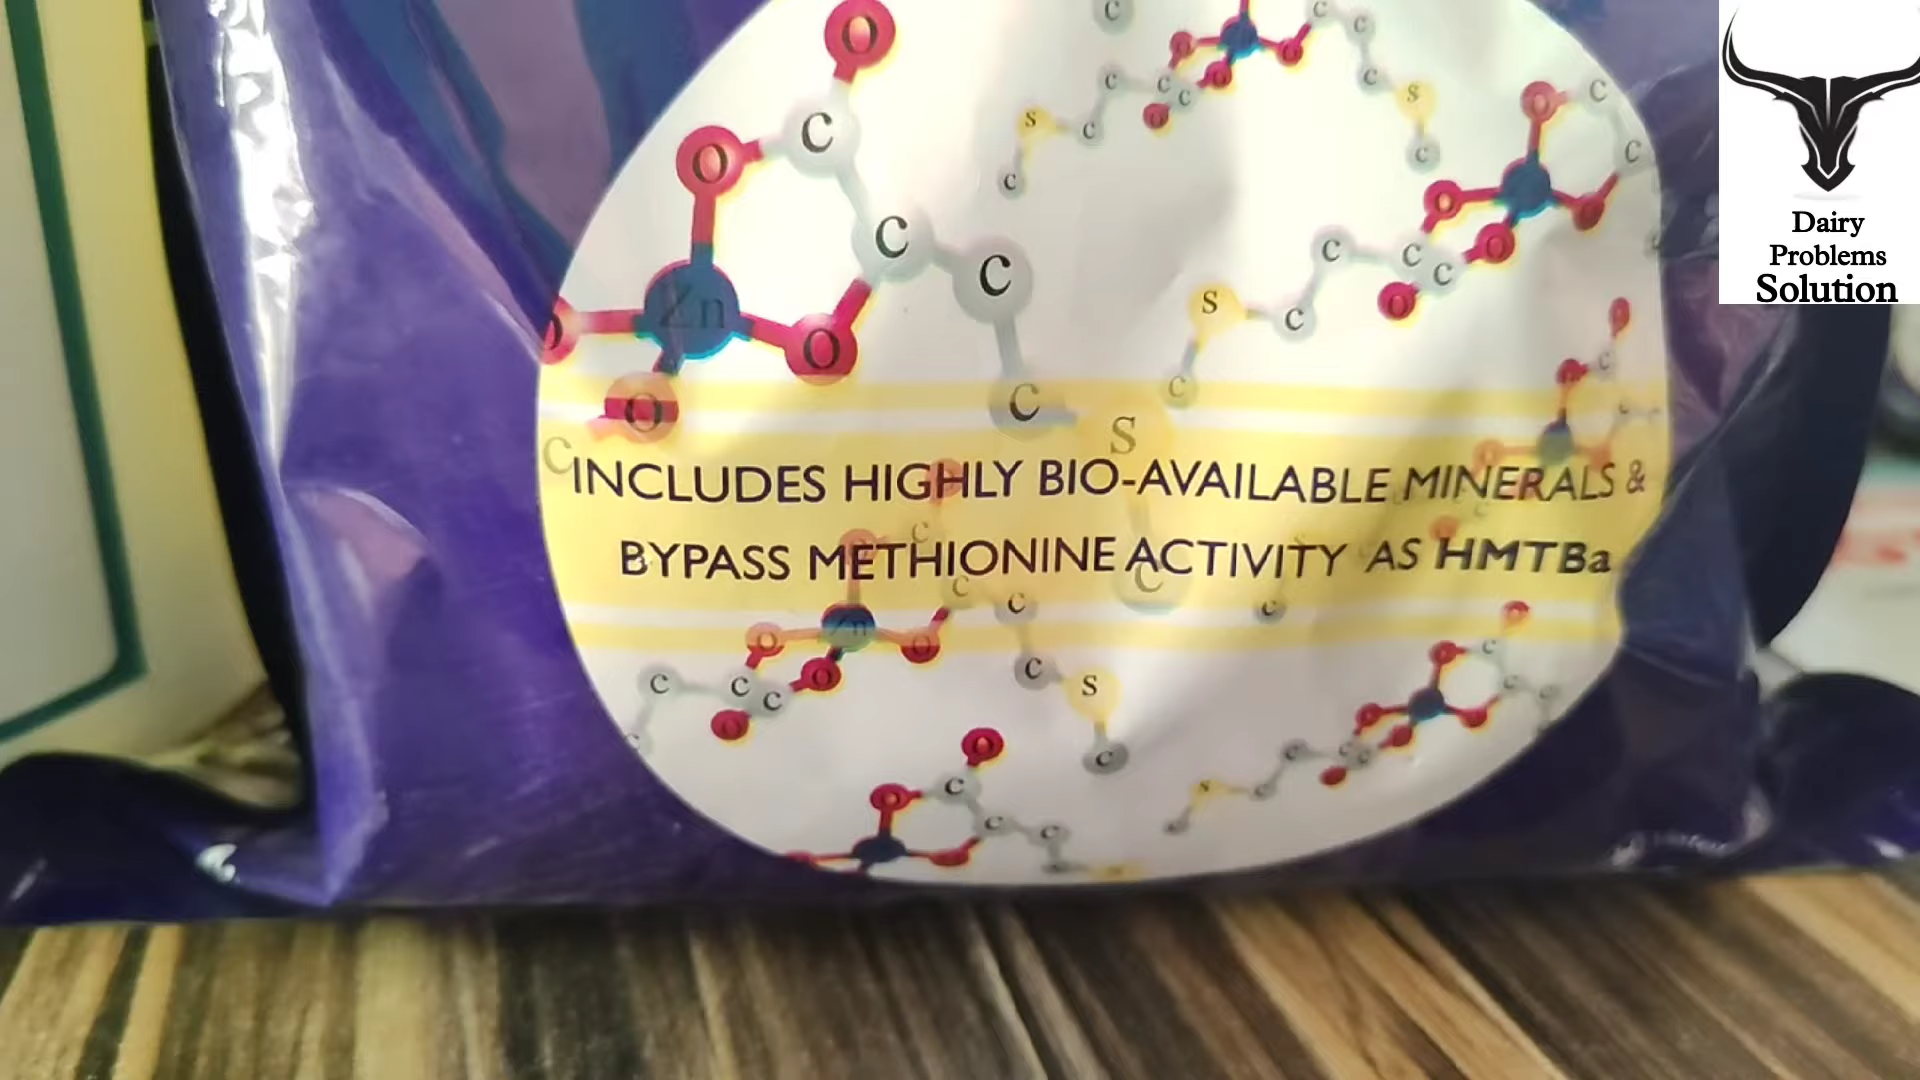 INCLUDES HIGHLY BIO-AVAILABLE MINERALS &
BYPASS METHIONINE ACTIVITY AS HMTBa
Dairy
Problems
Solution